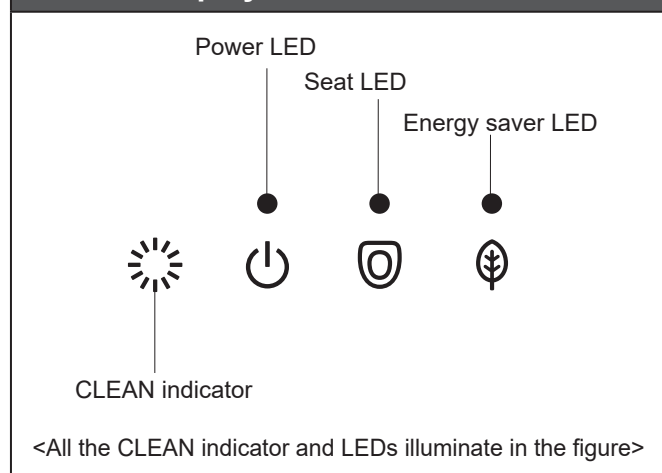 Power LED
Seat LED
Energy saver LED
CLEAN indicator
<All the CLEAN indicator and LEDs illuminate in the figure>